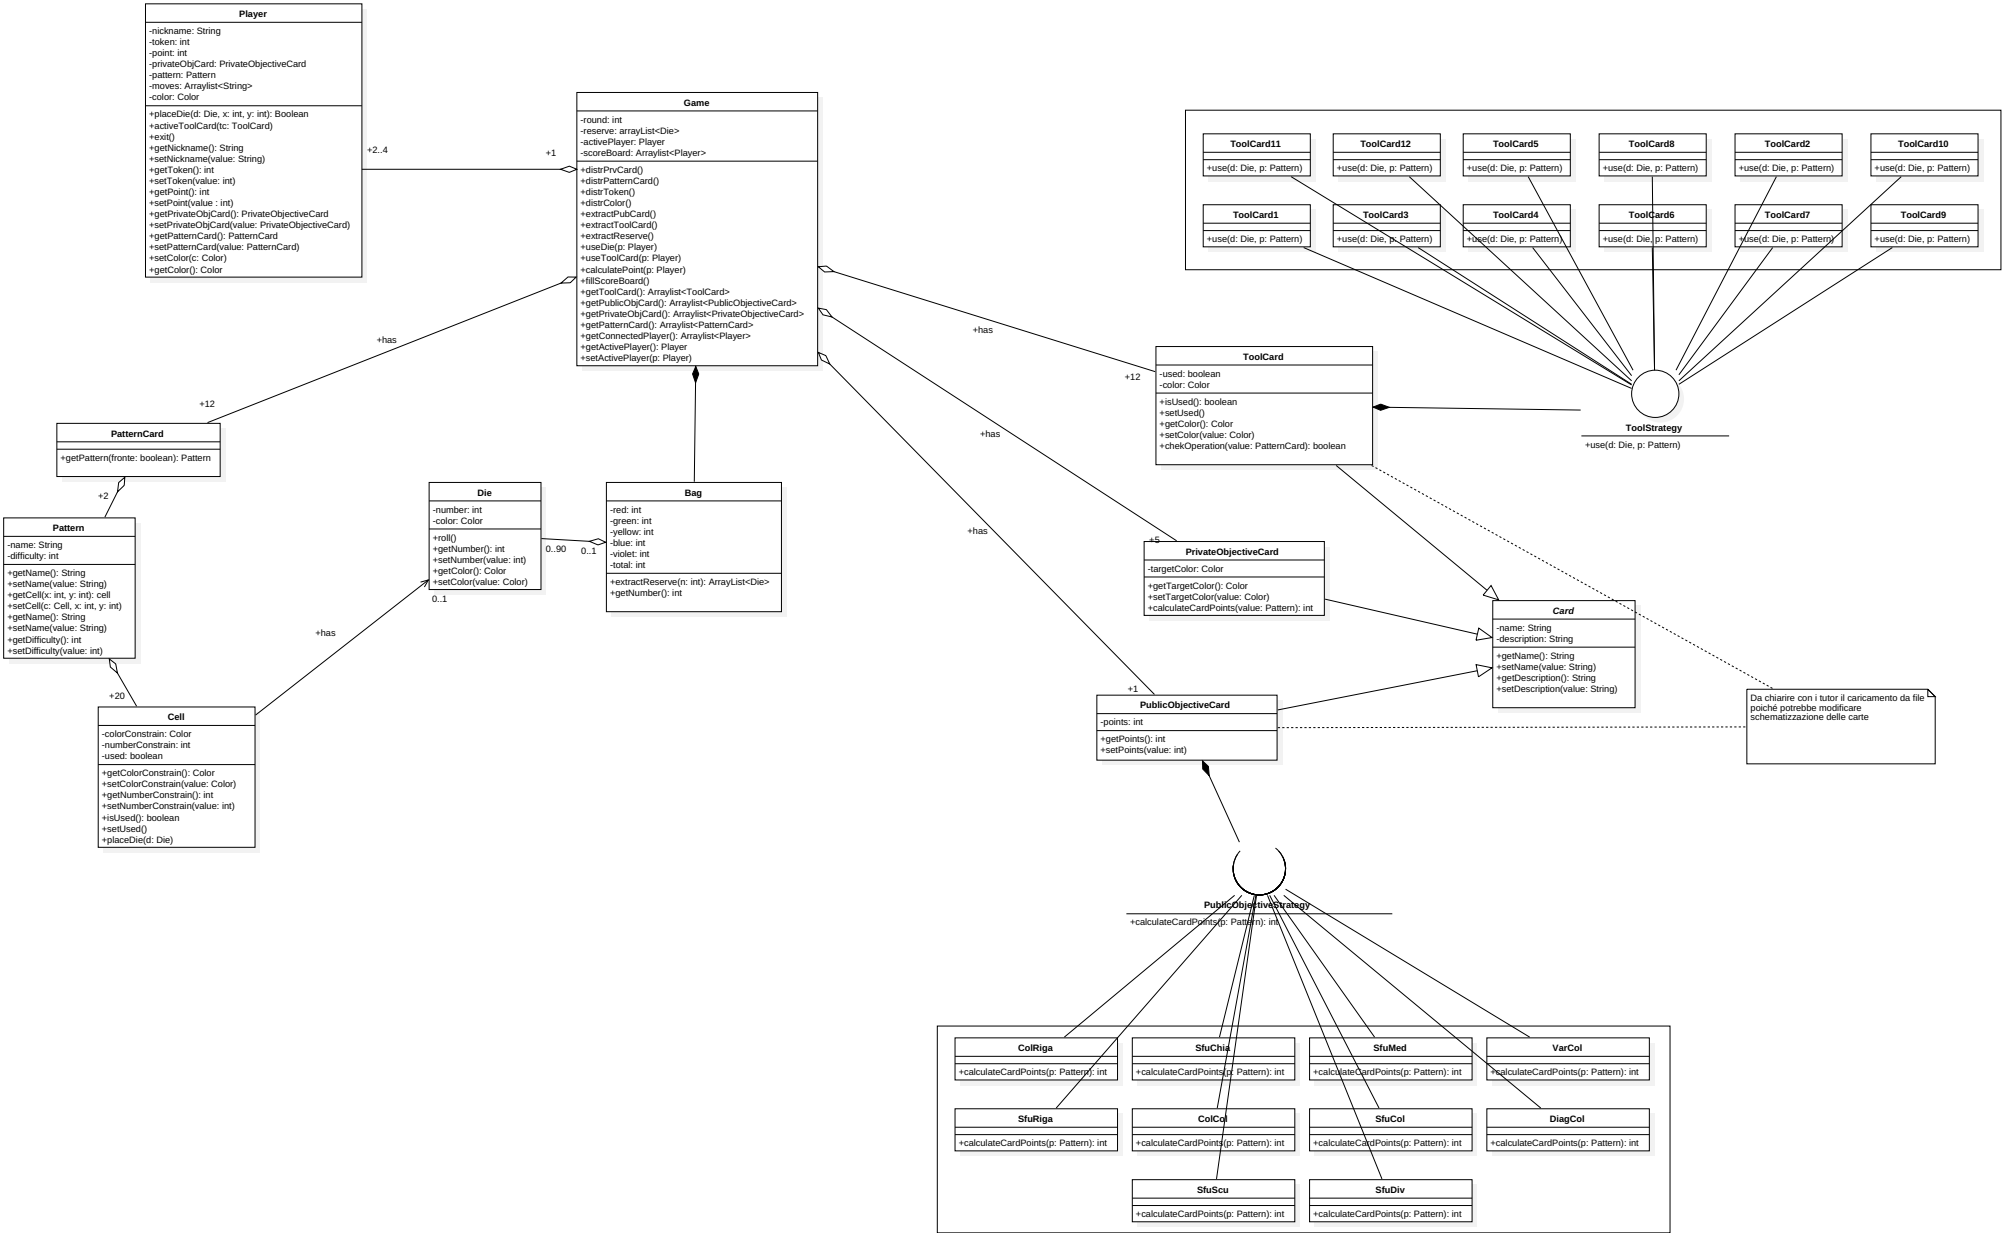 Player
-nickname: String
-token: int
-point: int
-privateObjCard: PrivateObjectiveCard
-pattern: Pattern
-moves: Arraylist<String>
-color: Color
+placeDie(d: Die, x: int, y: int): Boolean
+activeToolCard(tc: ToolCard)
+exit()
+getNickname(): String
+setNickname(value: String)
+getToken(): int
+setToken(value: int)
+getPoint(): int
+setPoint(value : int)
+getPrivateObjCard(): PrivateObjectiveCard
+setPrivateObjCard(value: PrivateObjectiveCard)
+getPatternCard(): PatternCard
+setPatternCard(value: PatternCard)
+setColor(c: Color)
+getColor(): Color
+2..4
+1
Game
-round: int
-reserve: arrayList<Die>
-activePlayer: Player
-scoreBoard: Arraylist<Player>
+distrPrvCard()
+distrPatternCard()
+distrToken()
+distrColor()
+extractPubCard()
+extractToolCard()
+extractReserve()
+useDie(p: Player)
+useToolCard(p: Player)
+calculatePoint(p: Player)
+fillScoreBoard()
+getToolCard(): Arraylist<ToolCard>
+getPublicObjCard(): Arraylist<PublicObjectiveCard>
+getPrivateObjCard(): Arraylist<PrivateObjectiveCard>
+getPatternCard(): Arraylist<PatternCard>
+getConnectedPlayer(): Arraylist<Player>
+getActivePlayer(): Player
+setActivePlayer(p: Player)
ToolCard11
+use(d: Die, p: Pattern)
ToolCard12
+use(d: Die, p: Pattern)
ToolCard5
+use(d: Die, p: Pattern)
ToolCard8
+use(d: Die, p: Pattern)
ToolCard2
+use(d: Die, p: Pattern)
ToolCard10
+use(d: Die, p: Pattern)
ToolCard1
+use(d: Die, p: Pattern)
ToolCard3
+use(d: Die, p: Pattern)
ToolCard4
+use(d: Die, p: Pattern)
ToolCard6
+use(d: Die, p: Pattern)
ToolCard7
+use(d: Die, p: Pattern)
ToolCard9
+use(d: Die, p: Pattern)
+has
+12
+has
+12
+has
+5
+has
+1
ToolCard
-used: boolean
-color: Color
+isUsed(): boolean
+setUsed()
+getColor(): Color
+setColor(value: Color)
+chekOperation(value: PatternCard): boolean
ToolStrategy
+use(d: Die, p: Pattern)
PatternCard
+getPattern(fronte: boolean): Pattern
+2
Pattern
-name: String
-difficulty: int
+getName(): String
+setName(value: String)
+getCell(x: int, y: int): cell
+setCell(c: Cell, x: int, y: int)
+getName(): String
+setName(value: String)
+getDifficulty(): int
+setDifficulty(value: int)
+20
Die
-number: int
-color: Color
+roll()
+getNumber(): int
+setNumber(value: int)
+getColor(): Color
+setColor(value: Color)
0..90
0..1
0..1
+has
Bag
-red: int
-green: int
-yellow: int
-blue: int
-violet: int
-total: int
+extractReserve(n: int): ArrayList<Die>
+getNumber(): int
Cell
-colorConstrain: Color
-numberConstrain: int
-used: boolean
+getColorConstrain(): Color
+setColorConstrain(value: Color)
+getNumberConstrain(): int
+setNumberConstrain(value: int)
+isUsed(): boolean
+setUsed()
+placeDie(d: Die)
PrivateObjectiveCard
-targetColor: Color
+getTargetColor(): Color
+setTargetColor(value: Color)
+calculateCardPoints(value: Pattern): int
Card
-name: String
-description: String
+getName(): String
+setName(value: String)
+getDescription(): String
+setDescription(value: String)
PublicObjectiveCard
-points: int
+getPoints(): int
+setPoints(value: int)
Da chiarire con i tutor il caricamento da file
poiché potrebbe modificare
schematizzazione delle carte
PublicObjectiveStrategy
+calculateCardPoints(p: Pattern): int
ColRiga
+calculateCardPoints(p: Pattern): int
SfuChia
+calculateCardPoints(p: Pattern): int
SfuMed
+calculateCardPoints(p: Pattern): int
VarCol
+calculateCardPoints(p: Pattern): int
SfuRiga
+calculateCardPoints(p: Pattern): int
ColCol
+calculateCardPoints(p: Pattern): int
SfuCol
+calculateCardPoints(p: Pattern): int
DiagCol
+calculateCardPoints(p: Pattern): int
SfuScu
+calculateCardPoints(p: Pattern): int
SfuDiv
+calculateCardPoints(p: Pattern): int